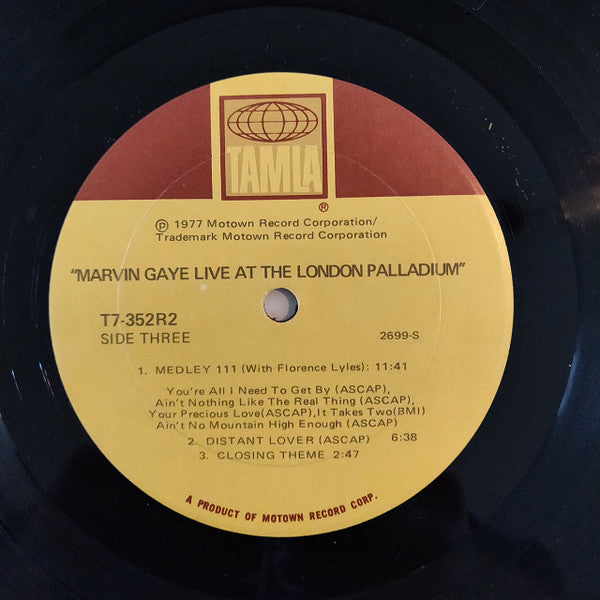 TAMLA
®
℗ 1977 Motown Record Corporation/
Trademark Motown Record Corporation
"MARVIN GAYE LIVE AT THE LONDON PALLADIUM"
T7-352R2
SIDE THREE
2699-S
1. MEDLEY 111 (With Florence Lyles): 11:41
You're All I Need To Get By (ASCAP),
Ain't Nothing Like The Real Thing (ASCAP),
Your Precious Love(ASCAP),It Takes Two(BMI)
Ain't No Mountain High Enough (ASCAP)
2. DISTANT LOVER (ASCAP) 6:38
3. CLOSING THEME 2:47
A PRODUCT OF MOTOWN RECORD CORP.